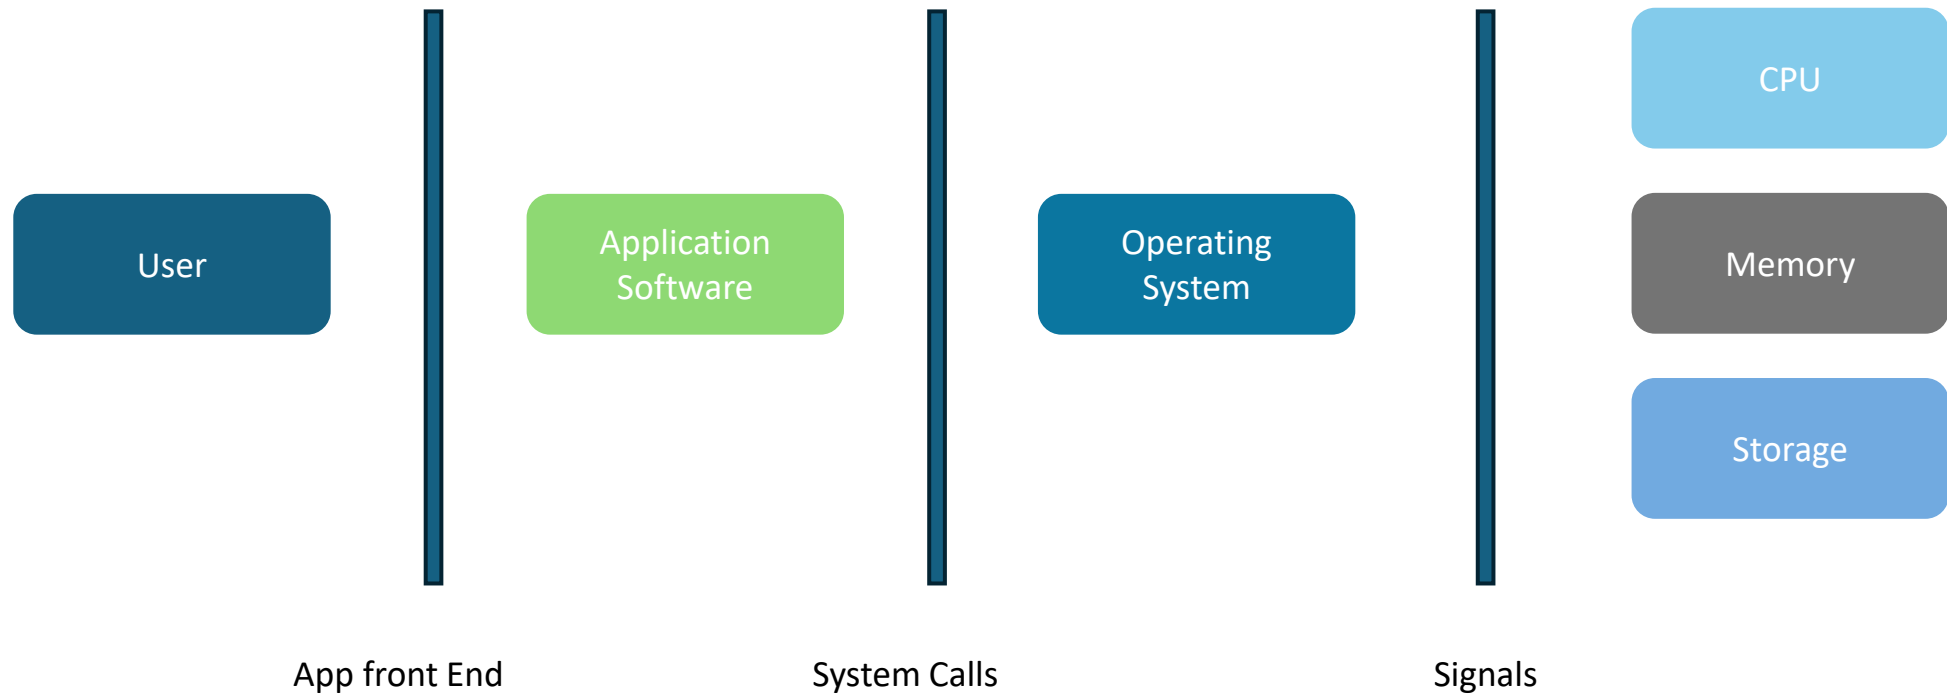 CPU
User
Application
Software
Operating
System
Memory
Storage
App front End
System Calls
Signals